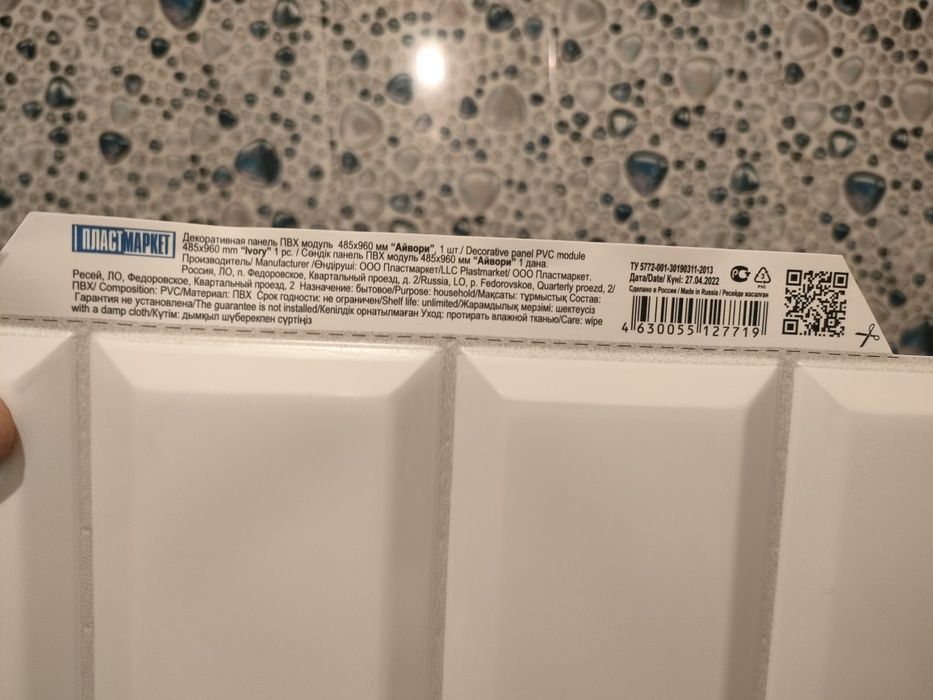 ПЛАСТМАРКЕТ
Декоративная панель ПВХ модуль 485х960 мм "Айвори", 1 шт./ Decorative panel PVC module
485x960 mm "Ivory" 1 pc. / Сәндік панель ПВХ модуль 485х960 мм "Айвори" 1 дана.
Производитель/ Manufacturer /Өндіруші: ООО Пластмаркет/LLC Plastmarket/ ООО Пластмаркет.
Россия, ЛО, п. Федоровское, Квартальный проезд, д. 2/Russia, LO, p. Fedorovskoe, Quarterly proezd, 2/
Ресей, ЛО, Федоровское, Квартальный проезд, 2 Назначение: бытовое/Purpose: household/Мақсаты: тұрмыстық Состав:
ПВХ/ Composition: PVC/Материал: ПВХ Срок годности: не ограничен/Shelf life: unlimited/Жарамдылық мерзімі: шектеусіз
Гарантия не установлена/The guarantee is not installed/Кепілдік орнатылмаған Уход: протирать влажной тканью/Care: wipe
with a damp cloth/Күтім: дымқыл шүберекпен сүртіңіз
ТУ 5772-001-30190311-2013
Дата/Date/ Күні: 27.04.2022
Сделано в России / Made in Russia / Ресейде жасалған
4 630055 127719